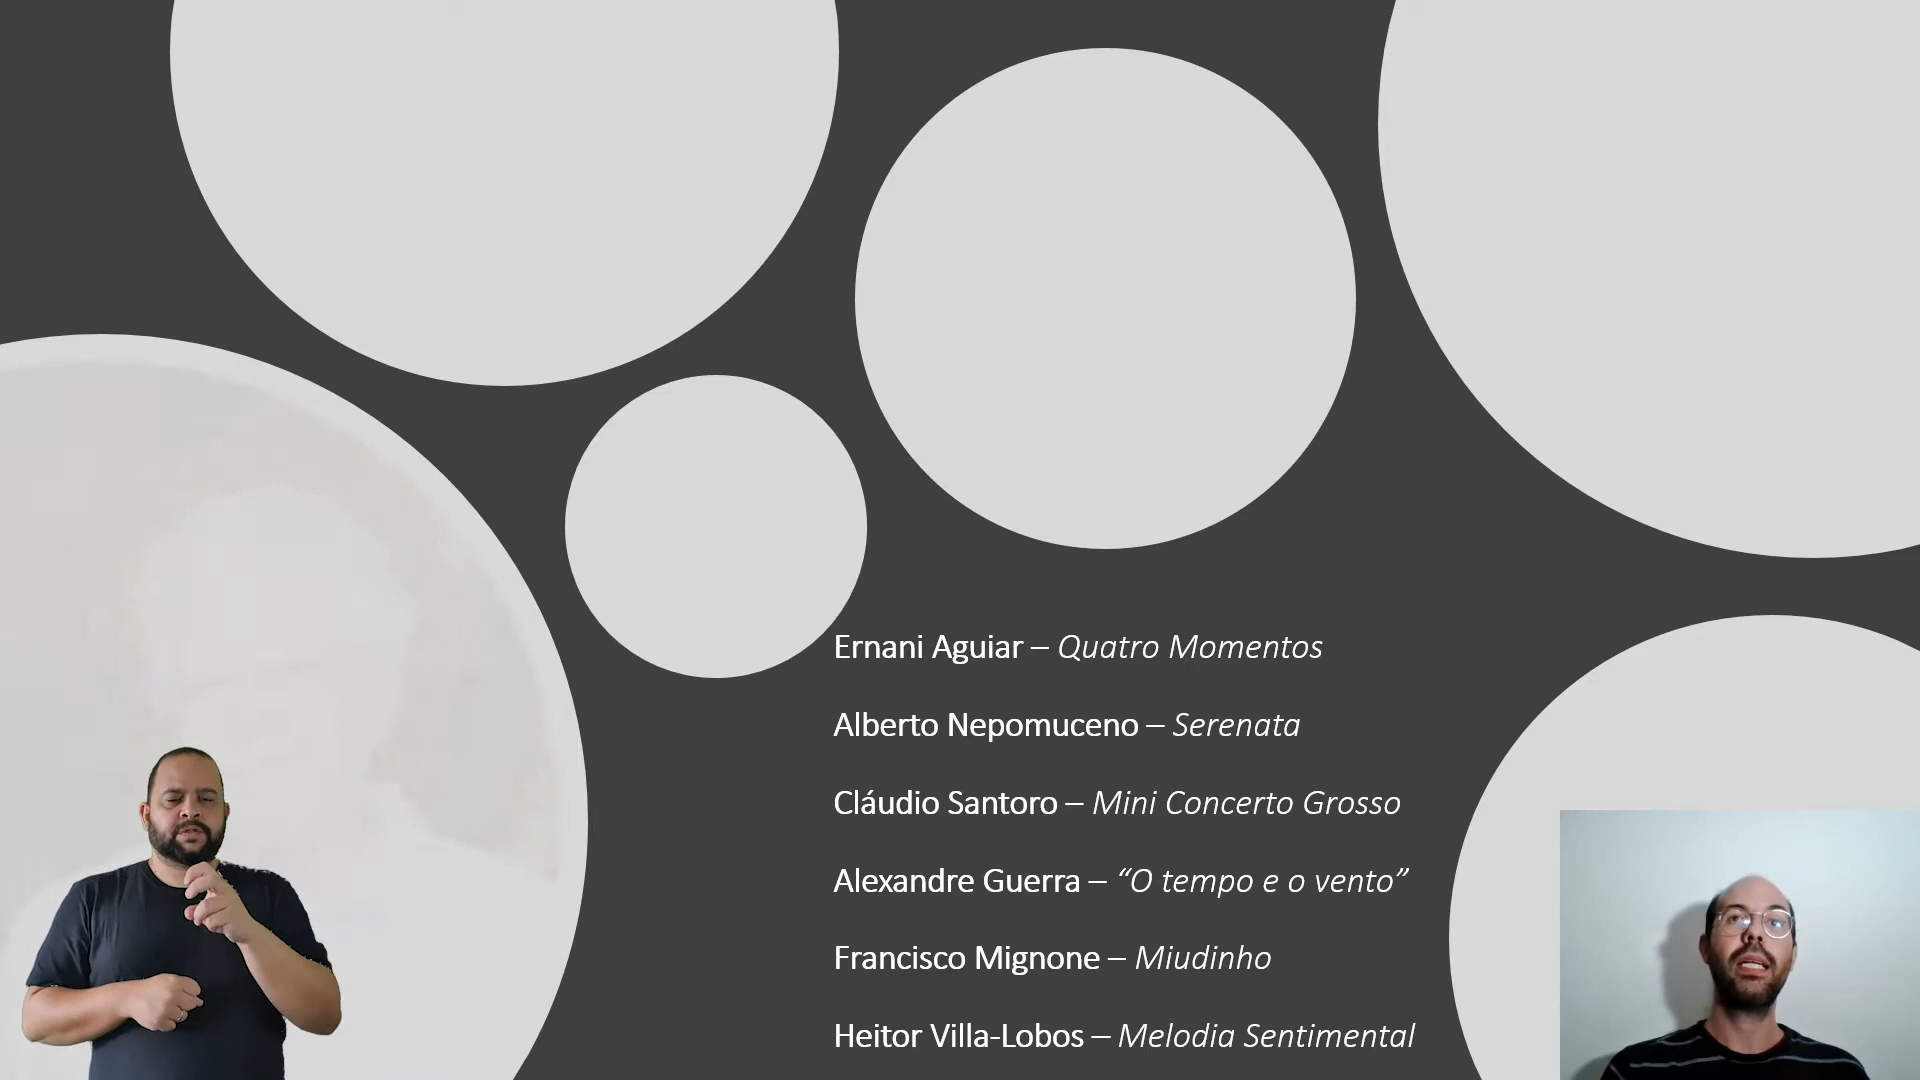 Ernani Aguiar – Quatro Momentos
Alberto Nepomuceno – Serenata
Cláudio Santoro – Mini Concerto Grosso
Alexandre Guerra – “O tempo e o vento”
Francisco Mignone – Miudinho
Heitor Villa-Lobos – Melodia Sentimental